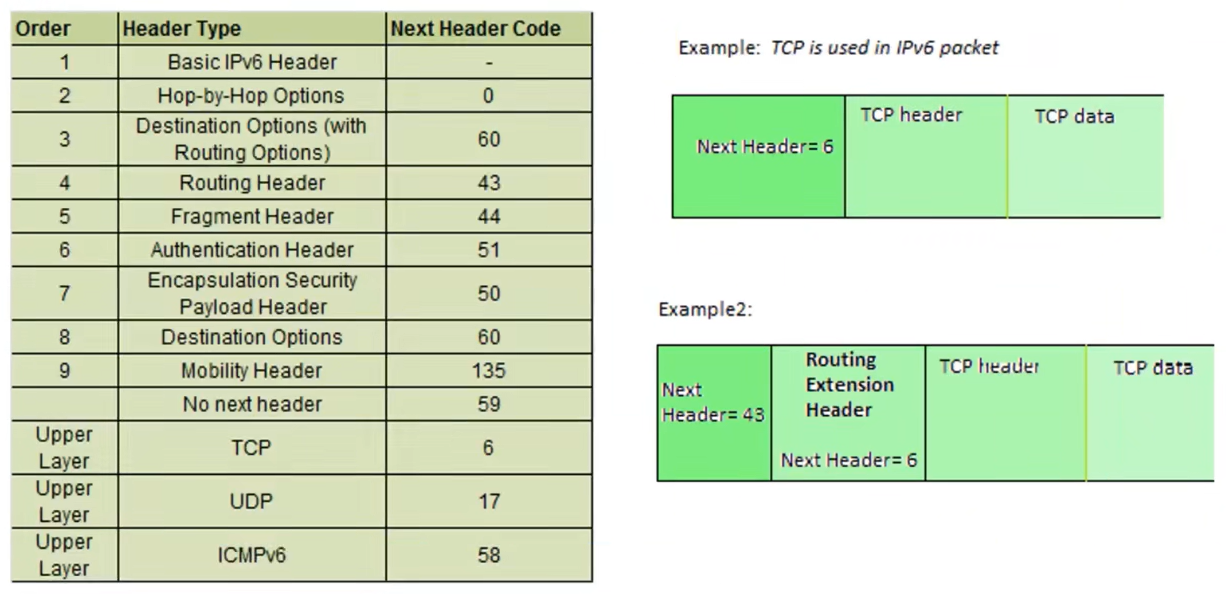 Order Header Type Next Header Code
1 Basic IPv6 Header -
2 Hop-by-Hop Options 0
3 Destination Options (with Routing Options) 60
4 Routing Header 43
5 Fragment Header 44
6 Authentication Header 51
7 Encapsulation Security Payload Header 50
8 Destination Options 60
9 Mobility Header 135
No next header 59
Upper Layer TCP 6
Upper Layer UDP 17
Upper Layer ICMPv6 58
Example: TCP is used in IPv6 packet
Next Header= 6
TCP header
TCP data
Example2:
Next
Header= 43
Routing
Extension
Header
Next Header= 6
TCP header
TCP data